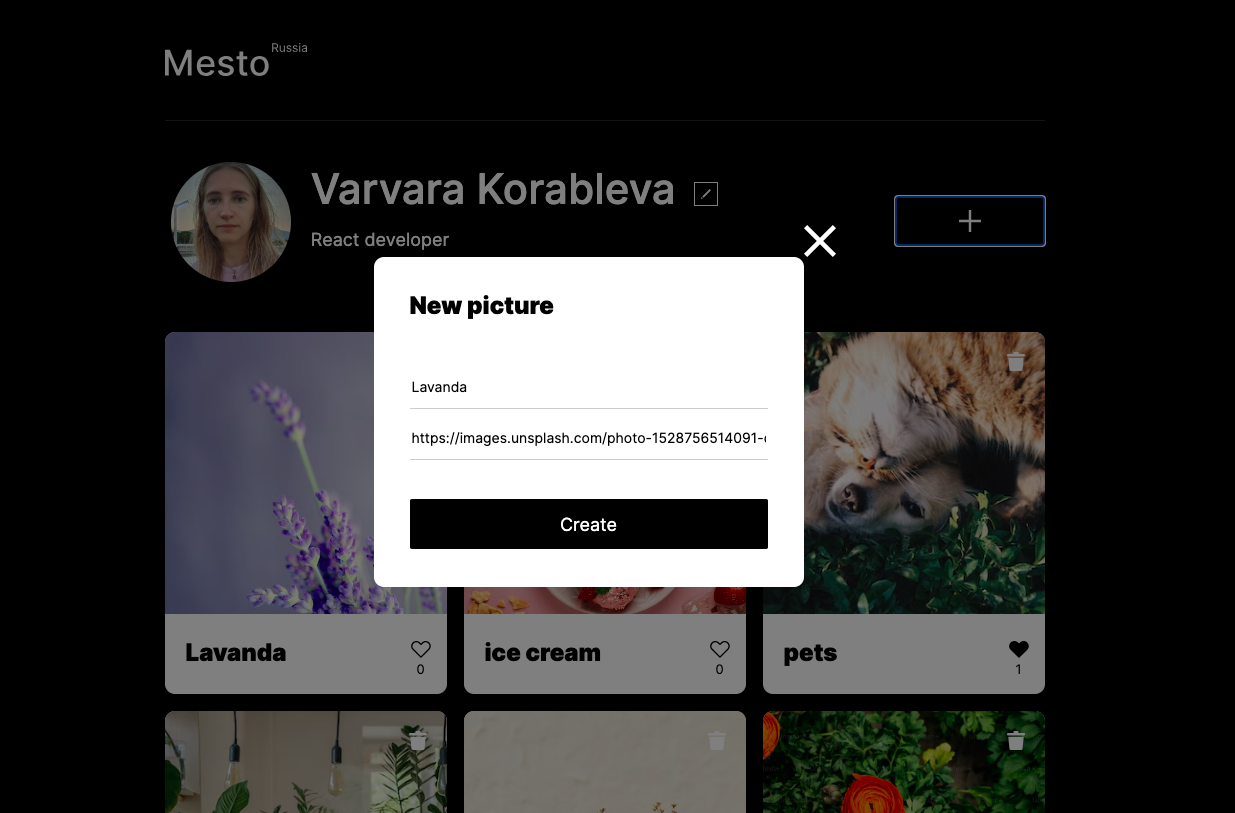 Mesto Russia
Varvara Korableva
React developer
New picture
Lavanda
https://images.unsplash.com/photo-1528756514091-
Create
Lavanda
0
ice cream
0
pets
1